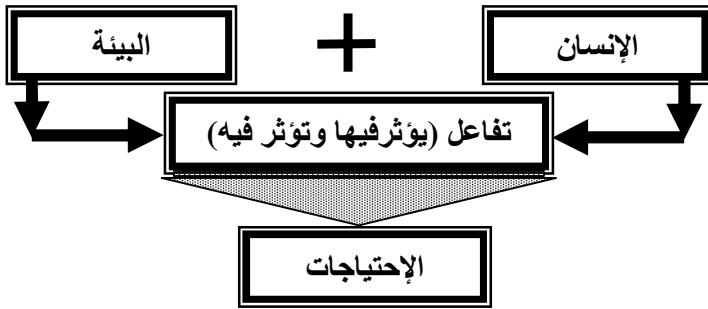 الإنسان
+
البيئة
تفاعل (يؤثرفيها وتؤثر فيه)
الإحتياجات